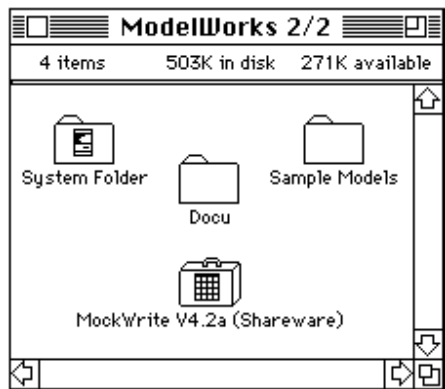 ModelWorks 2/2
4 items 503K in disk 271K available
System Folder
Sample Models
Docu
MockWrite V4.2a (Shareware)